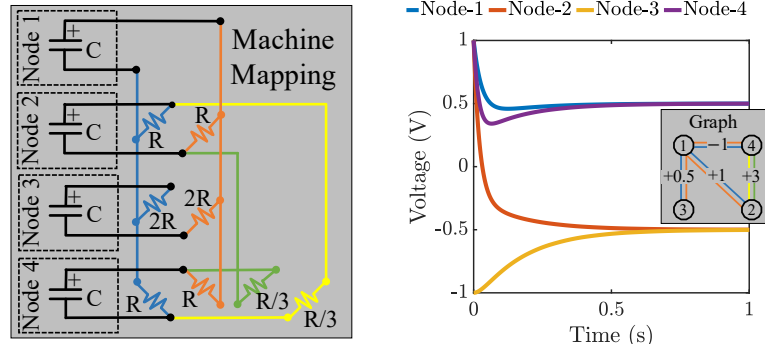 Node 1
+
C
Machine
Mapping
Node 2
+
C
R
R
Node 3
+
C
2R
2R
Node 4
+
C
R
R
R/3
R/3
Node-1 Node-2 Node-3 Node-4
1
0.5
0
-0.5
-1
Voltage (V)
0
0.5
1
Time (s)
Graph
1
−1
4
+0.5
+1
+3
3
2